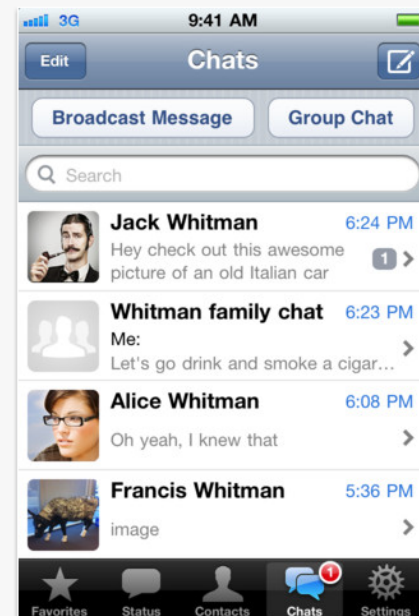 3G 9:41 AM
Edit Chats
Broadcast Message Group Chat
Search
Jack Whitman 6:24 PM
Hey check out this awesome
picture of an old Italian car 1
Whitman family chat 6:23 PM
Me:
Let's go drink and smoke a cigar...
Alice Whitman 6:08 PM
Oh yeah, I knew that
Francis Whitman 5:36 PM
image
1
Favorites Status Contacts Chats Settings